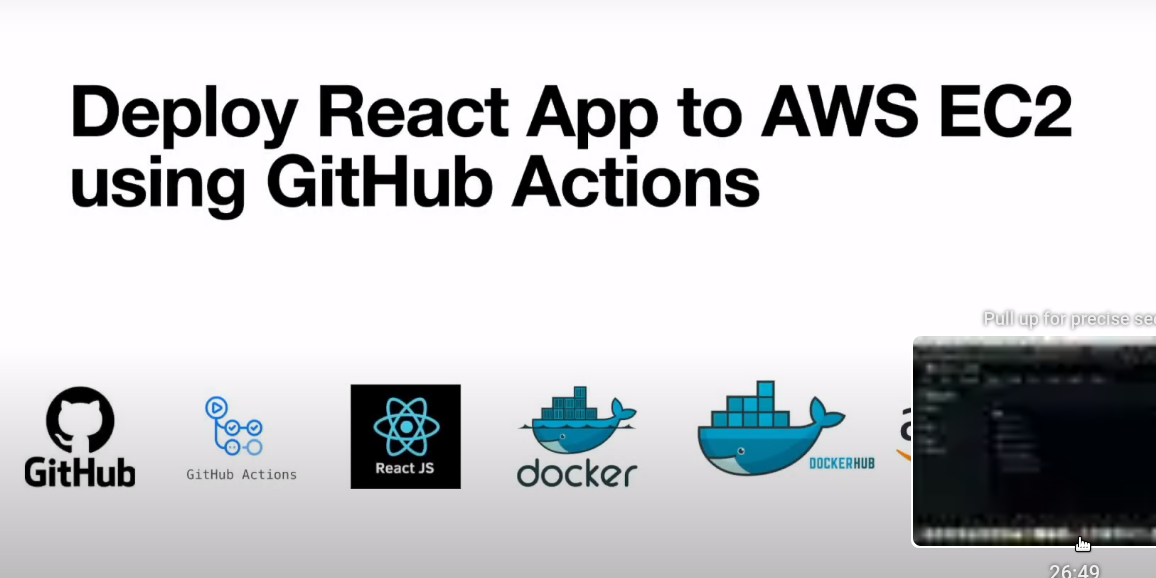 Deploy React App to AWS EC2
using GitHub Actions
Pull up for precise
GitHub
GitHub Actions
React JS
docker
DOCKERHUB
a
26:49